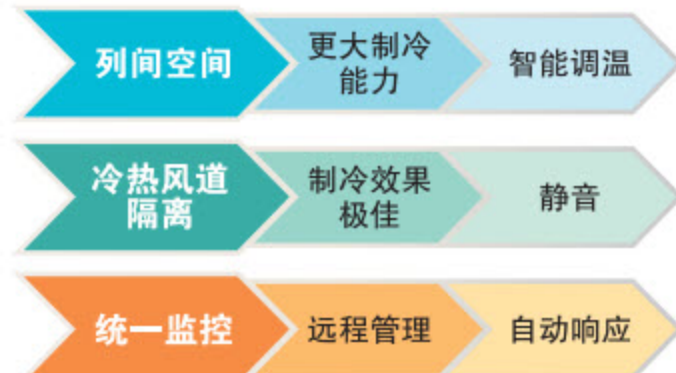 列间空间
更大制冷
能力
智能调温
冷热风道
隔离
制冷效果
极佳
静音
统一监控
远程管理
自动响应